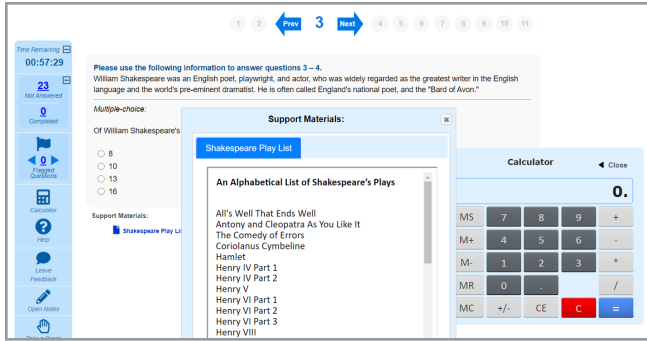 1 2 Prev 3 Next 4 5 6 7 8 9 10 11
Time Remaining
00:57:29
23
Not Answered
0
Completed
0
Flagged
Questions
Calculator
Help
Leave
Feedback
Open Notes
Please use the following information to answer questions 3 – 4.
William Shakespeare was an English poet, playwright, and actor, who was widely regarded as the greatest writer in the English
language and the world's pre-eminent dramatist. He is often called England's national poet, and the "Bard of Avon."
Multiple-choice:
Of William Shakespeare's
8
10
13
16
Support Materials:
Shakespeare Play
Support Materials:
Shakespeare Play List
An Alphabetical List of Shakespeare's Plays
All's Well That Ends Well
Antony and Cleopatra As You Like It
The Comedy of Errors
Coriolanus Cymbeline
Hamlet
Henry IV Part 1
Henry IV Part 2
Henry V
Henry VI Part 1
Henry VI Part 2
Henry VI Part 3
Henry VIII
Calculator
Close
0.
MS 7 8 9 +
M+ 4 5 6 -
M- 1 2 3 *
MR 0 . /
MC +/- CE C =